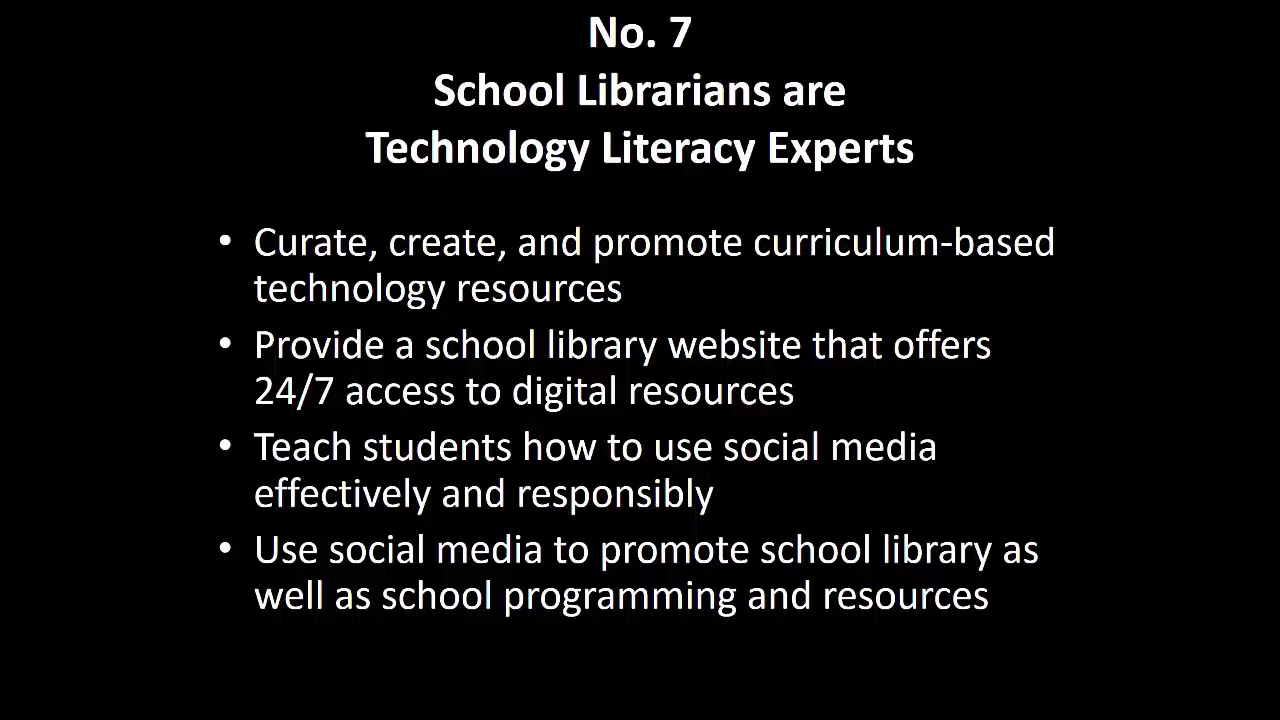 No. 7
School Librarians are
Technology Literacy Experts
• Curate, create, and promote curriculum-based
technology resources
• Provide a school library website that offers
24/7 access to digital resources
• Teach students how to use social media
effectively and responsibly
• Use social media to promote school library as
well as school programming and resources